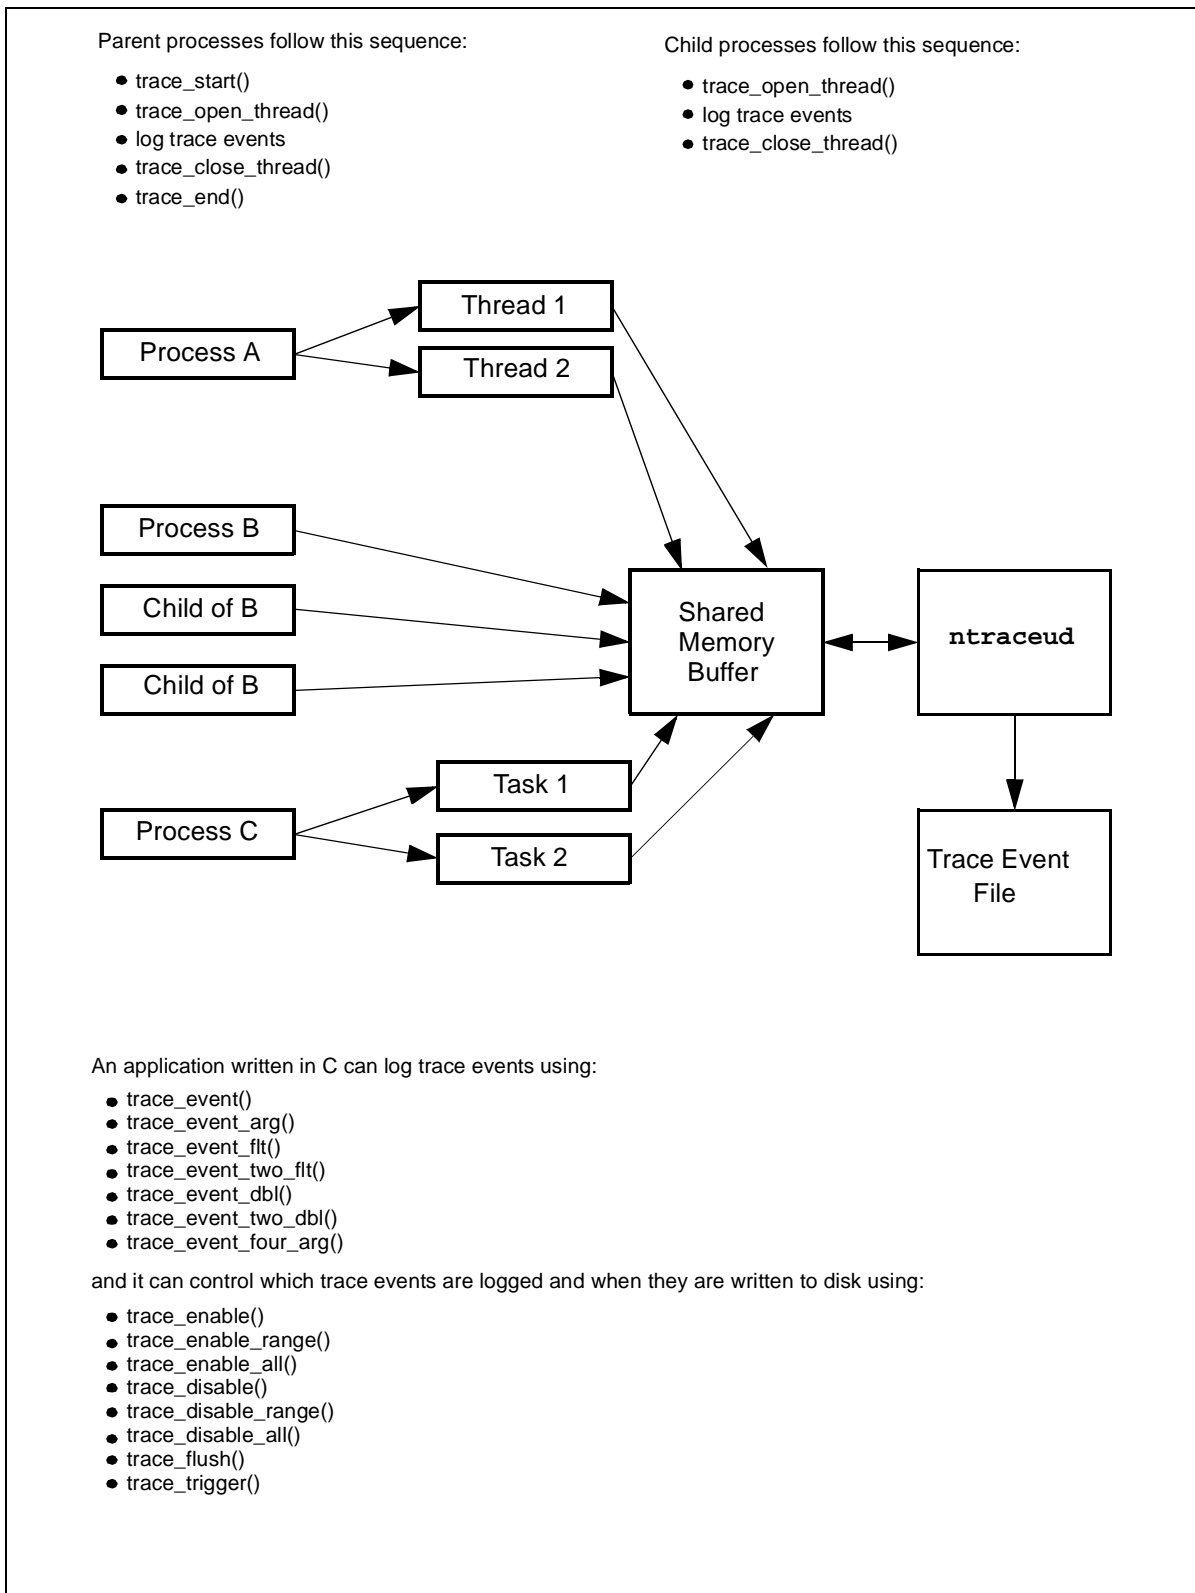 Parent processes follow this sequence:
● trace_start()
● trace_open_thread()
● log trace events
● trace_close_thread()
● trace_end()
Child processes follow this sequence:
● trace_open_thread()
● log trace events
● trace_close_thread()
Thread 1
Process A
Thread 2
Process B
Child of B
Child of B
Shared
Memory
Buffer
ntraceud
Task 1
Process C
Task 2
Trace Event
File
An application written in C can log trace events using:
● trace_event()
● trace_event_arg()
● trace_event_flt()
● trace_event_two_flt()
● trace_event_dbl()
● trace_event_two_dbl()
● trace_event_four_arg()
and it can control which trace events are logged and when they are written to disk using:
● trace_enable()
● trace_enable_range()
● trace_enable_all()
● trace_disable()
● trace_disable_range()
● trace_disable_all()
● trace_flush()
● trace_trigger()